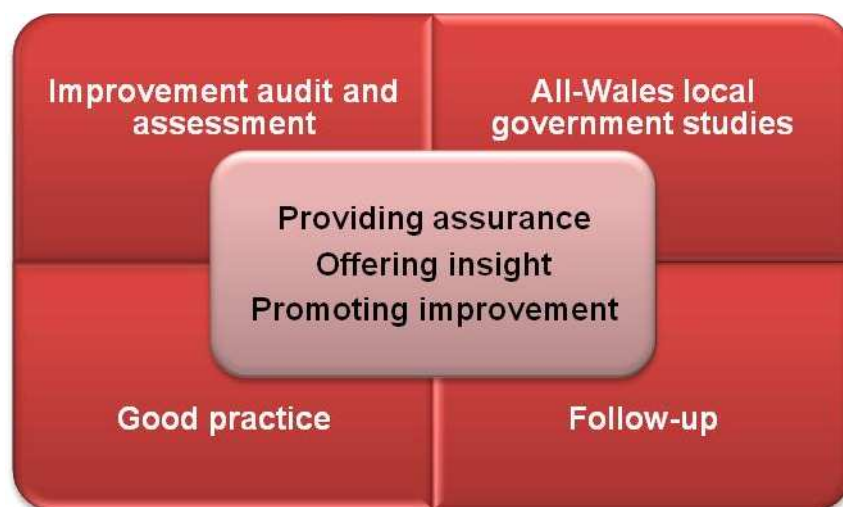 Improvement audit and
assessment
All-Wales local
government studies
Providing assurance
Offering insight
Promoting improvement
Good practice
Follow-up